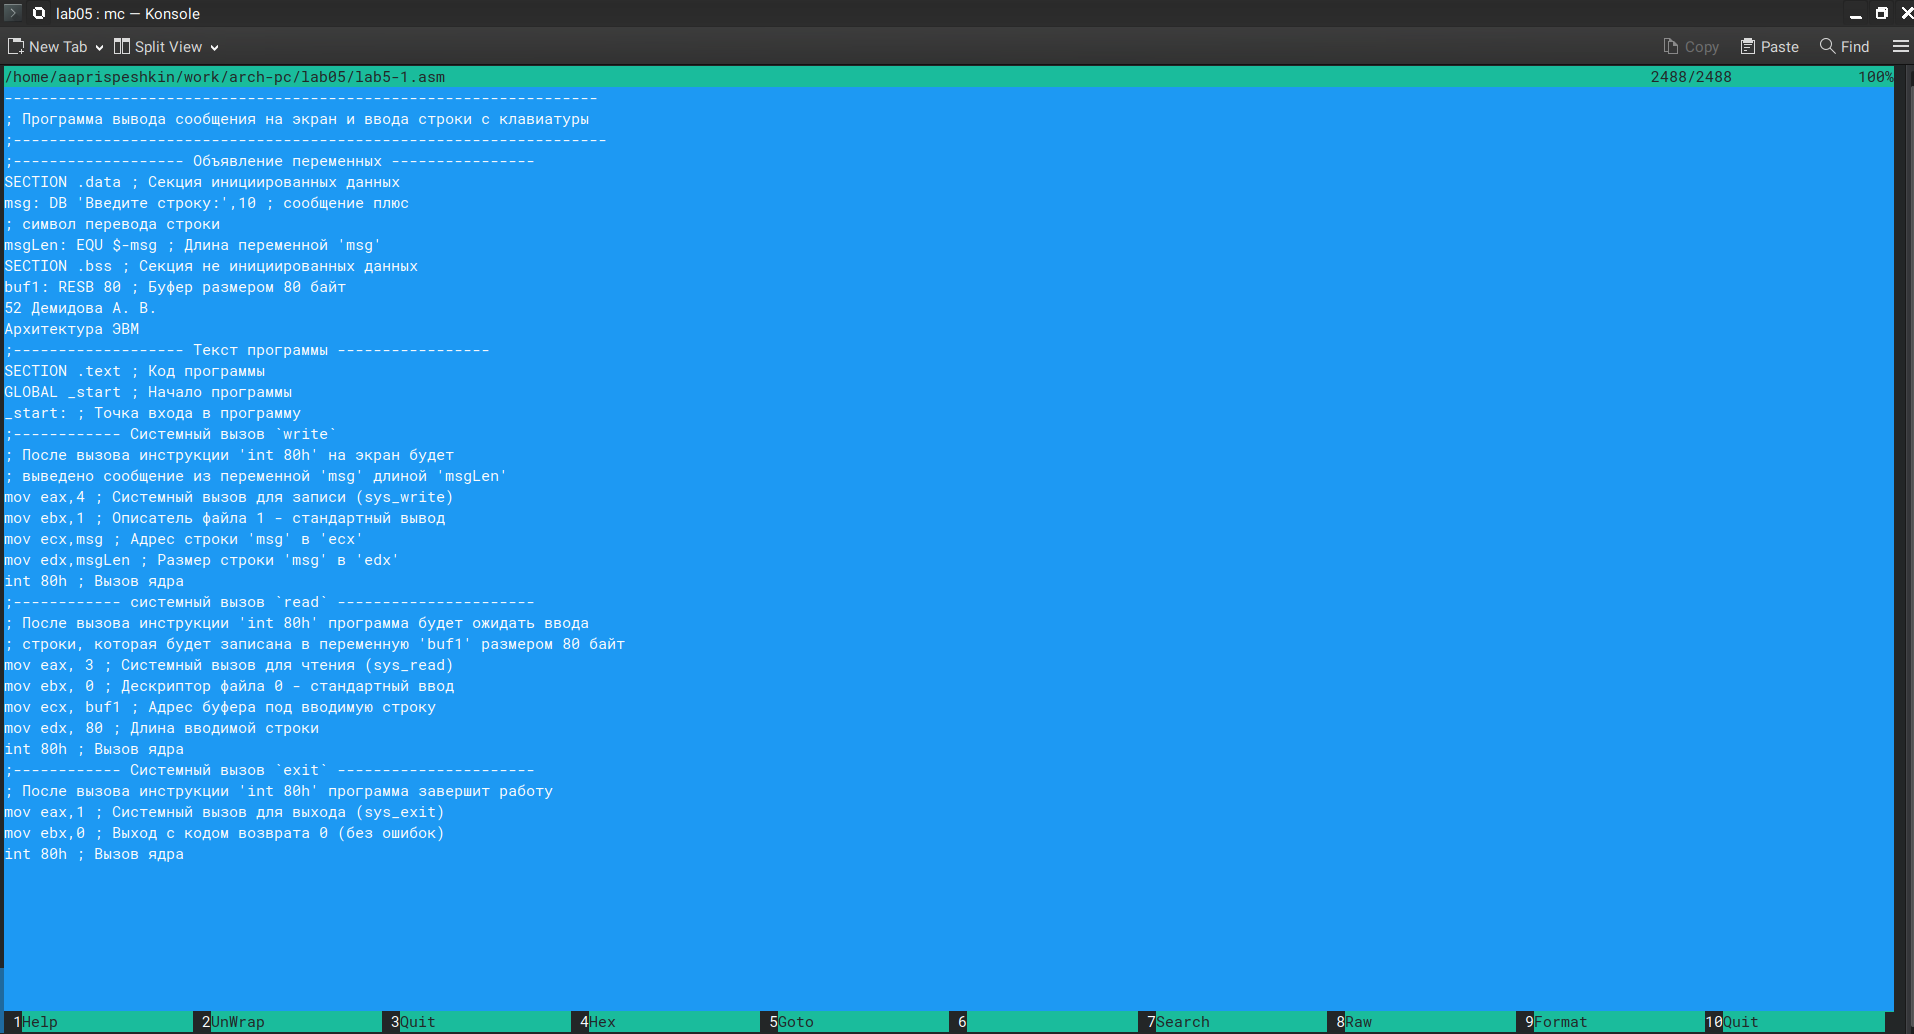 lab05 : mc — Konsole
New Tab Split View Copy Paste Find
/home/aaprispeshkin/work/arch-pc/lab05/lab5-1.asm 2488/2488 100%
------------------------------------------------------------------
; Программа вывода сообщения на экран и ввода строки с клавиатуры
;------------------------------------------------------------------
;------------------- Объявление переменных ----------------
SECTION .data ; Секция инициированных данных
msg: DB 'Введите строку:',10 ; сообщение плюс
; символ перевода строки
msgLen: EQU $-msg ; Длина переменной 'msg'
SECTION .bss ; Секция не инициированных данных
buf1: RESB 80 ; Буфер размером 80 байт
52 Демидова А. В.
Архитектура ЭВМ
;------------------- Текст программы -----------------
SECTION .text ; Код программы
GLOBAL _start ; Начало программы
_start: ; Точка входа в программу
;------------ Системный вызов `write`
; После вызова инструкции 'int 80h' на экран будет
; выведено сообщение из переменной 'msg' длиной 'msgLen'
mov eax,4 ; Системный вызов для записи (sys_write)
mov ebx,1 ; Описатель файла 1 - стандартный вывод
mov ecx,msg ; Адрес строки 'msg' в 'ecx'
mov edx,msgLen ; Размер строки 'msg' в 'edx'
int 80h ; Вызов ядра
;------------ системный вызов `read` ----------------------
; После вызова инструкции 'int 80h' программа будет ожидать ввода
; строки, которая будет записана в переменную 'buf1' размером 80 байт
mov eax, 3 ; Системный вызов для чтения (sys_read)
mov ebx, 0 ; Дескриптор файла 0 - стандартный ввод
mov ecx, buf1 ; Адрес буфера под вводимую строку
mov edx, 80 ; Длина вводимой строки
int 80h ; Вызов ядра
;------------ Системный вызов `exit` ----------------------
; После вызова инструкции 'int 80h' программа завершит работу
mov eax,1 ; Системный вызов для выхода (sys_exit)
mov ebx,0 ; Выход с кодом возврата 0 (без ошибок)
int 80h ; Вызов ядра
1Help 2UnWrap 3Quit 4Hex 5Goto 6 7Search 8Raw 9Format 10Quit